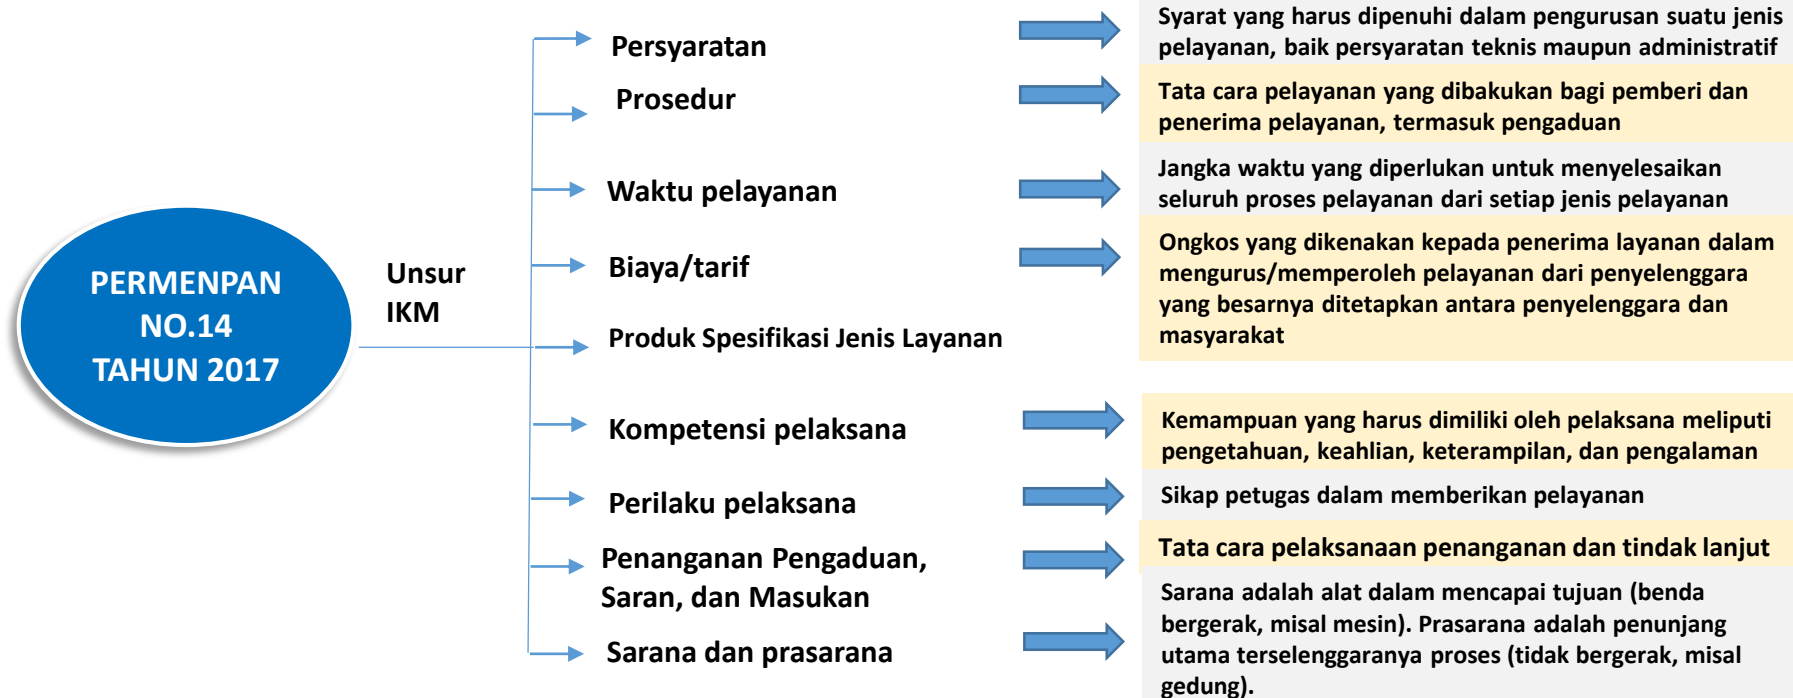 PERMENPAN
NO.14
TAHUN 2017
Unsur
IKM
Persyaratan
Syarat yang harus dipenuhi dalam pengurusan suatu jenis
pelayanan, baik persyaratan teknis maupun administratif
Prosedur
Tata cara pelayanan yang dibakukan bagi pemberi dan
penerima pelayanan, termasuk pengaduan
Waktu pelayanan
Jangka waktu yang diperlukan untuk menyelesaikan
seluruh proses pelayanan dari setiap jenis pelayanan
Biaya/tarif
Ongkos yang dikenakan kepada penerima layanan dalam
mengurus/memperoleh pelayanan dari penyelenggara
yang besarnya ditetapkan antara penyelenggara dan
masyarakat
Produk Spesifikasi Jenis Layanan
Kompetensi pelaksana
Kemampuan yang harus dimiliki oleh pelaksana meliputi
pengetahuan, keahlian, keterampilan, dan pengalaman
Perilaku pelaksana
Sikap petugas dalam memberikan pelayanan
Penanganan Pengaduan,
Saran, dan Masukan
Tata cara pelaksanaan penanganan dan tindak lanjut
Sarana dan prasarana
Sarana adalah alat dalam mencapai tujuan (benda
bergerak, misal mesin). Prasarana adalah penunjang
utama terselenggaranya proses (tidak bergerak, misal
gedung).